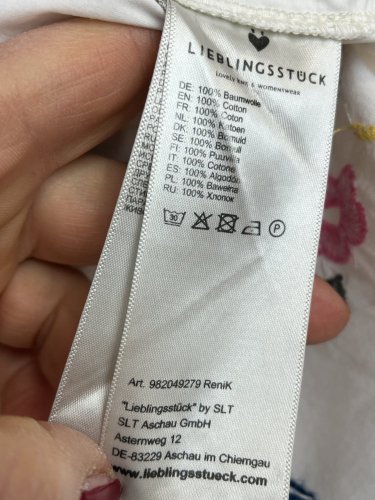 LIEBLINGSSTÜCK
LOVELY KNIT & WOMENSWEAR
DE: 100% Baumwolle
EN: 100% Cotton
FR: 100% Coton
NL: 100% Katoen
DK: 100% Bomuld
SE: 100% Bomull
FI: 100% Puuvilla
IT: 100% Cotone
ES: 100% Algodón
PL: 100% Bawełna
RU: 100% Хлопок
30
P
Art. 982049279 ReniK
"Lieblingsstück" by SLT
SLT Aschau GmbH
Asternweg 12
DE-83229 Aschau im Chiemgau
www.lieblingsstueck.com